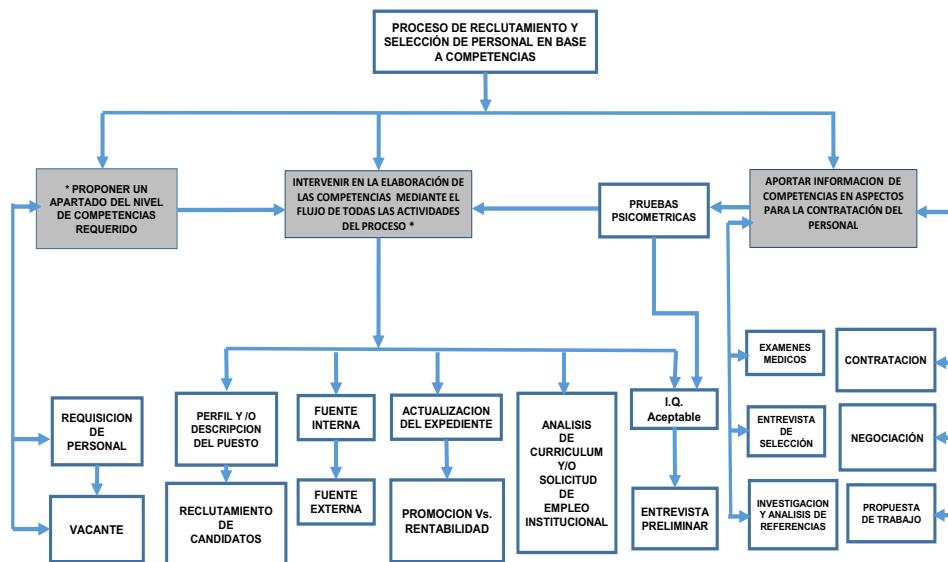 PROCESO DE RECLUTAMIENTO Y
SELECCIÓN DE PERSONAL EN BASE
A COMPETENCIAS
* PROPONER UN
APARTADO DEL NIVEL
DE COMPETENCIAS
REQUERIDO
INTERVENIR EN LA ELABORACIÓN DE
LAS COMPETENCIAS MEDIANTE EL
FLUJO DE TODAS LAS ACTIVIDADES
DEL PROCESO *
PRUEBAS
PSICOMETRICAS
APORTAR INFORMACION DE
COMPETENCIAS EN ASPECTOS
PARA LA CONTRATACIÓN DEL
PERSONAL
EXAMENES
MEDICOS
CONTRATACION
REQUISICION
DE
PERSONAL
PERFIL Y /O
DESCRIPCION
DEL PUESTO
FUENTE
INTERNA
ACTUALIZACION
DEL EXPEDIENTE
ANALISIS
DE
CURRICULUM
Y/O
SOLICITUD
DE
EMPLEO
INSTITUCIONAL
I.Q.
Aceptable
ENTREVISTA
DE
SELECCIÓN
NEGOCIACIÓN
VACANTE
RECLUTAMIENTO
DE
CANDIDATOS
FUENTE
EXTERNA
PROMOCION Vs.
RENTABILIDAD
ENTREVISTA
PRELIMINAR
INVESTIGACION
Y ANALISIS DE
REFERENCIAS
PROPUESTA
DE TRABAJO